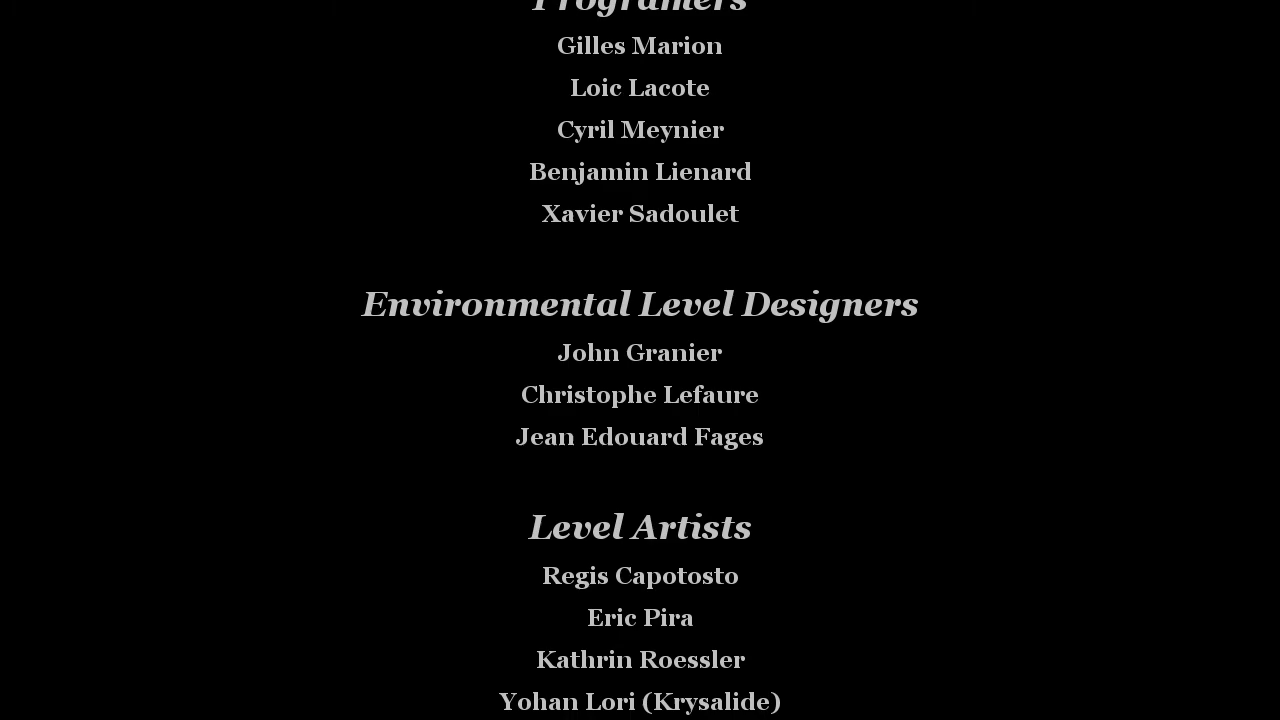 Programers
Gilles Marion
Loic Lacote
Cyril Meynier
Benjamin Lienard
Xavier Sadoulet
Environmental Level Designers
John Granier
Christophe Lefaure
Jean Edouard Fages
Level Artists
Regis Capotosto
Eric Pira
Kathrin Roessler
Yohan Lori (Krysalide)